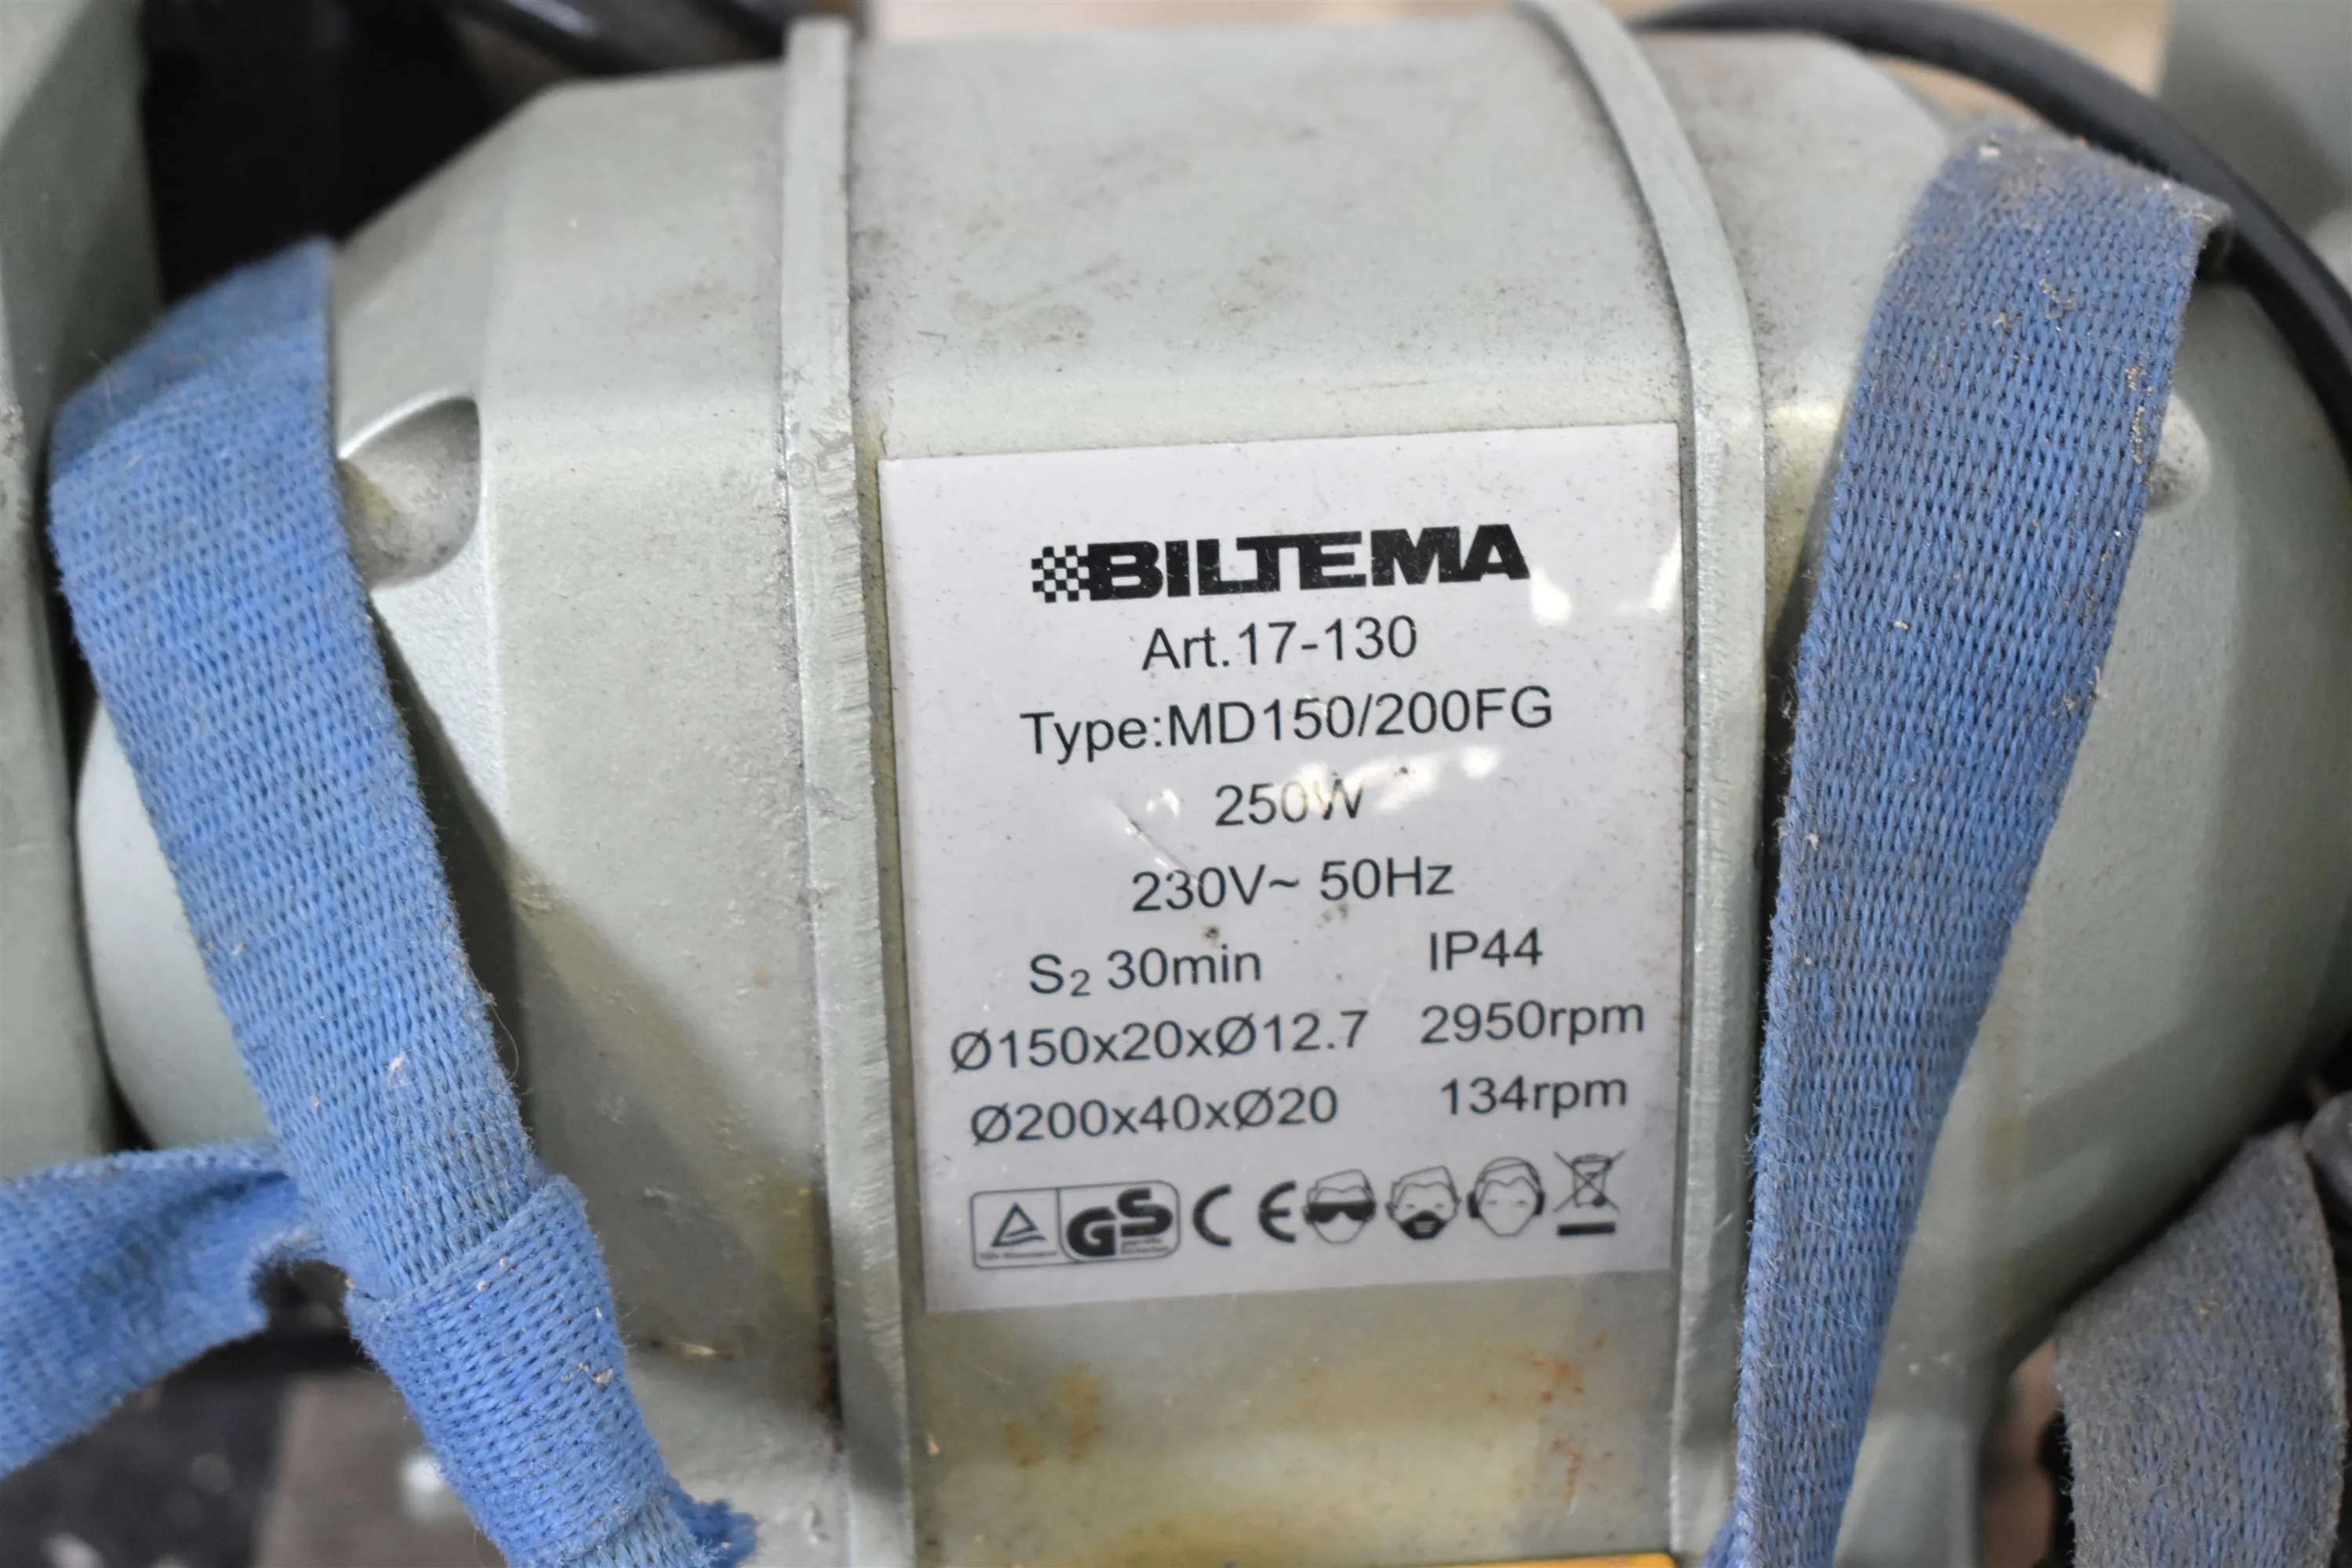 BILTEMA
Art.17-130
Type:MD150/200FG
250W
230V~ 50Hz
S₂ 30min IP44
Ø150x20xØ12.7 2950rpm
Ø200x40xØ20 134rpm
GS CE